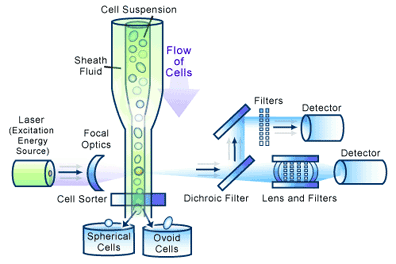 Cell Suspension
Sheath
Fluid
Flow
of
Cells
Laser
(Excitation
Energy
Source)
Focal
Optics
Filters
Detector
Detector
Cell Sorter
Dichroic Filter
Lens and Filters
Spherical
Cells
Ovoid
Cells